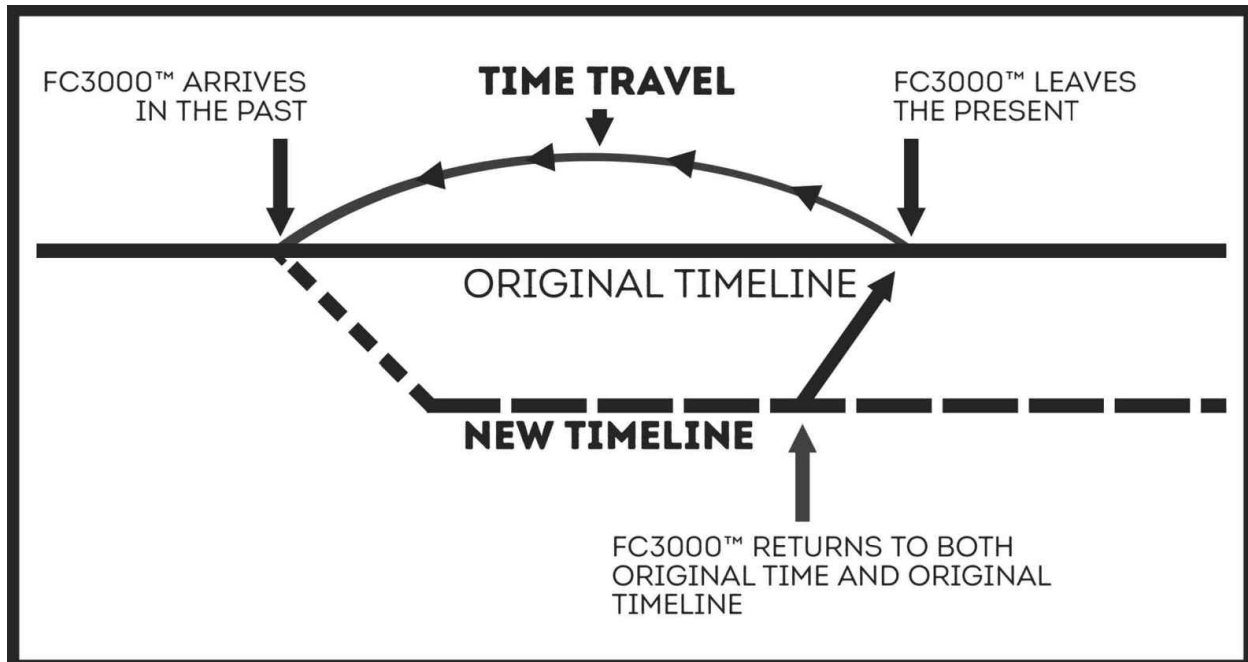 FC3000™ ARRIVES
IN THE PAST
TIME TRAVEL
FC3000™ LEAVES
THE PRESENT
ORIGINAL TIMELINE
NEW TIMELINE
FC3000™ RETURNS TO BOTH
ORIGINAL TIME AND ORIGINAL
TIMELINE